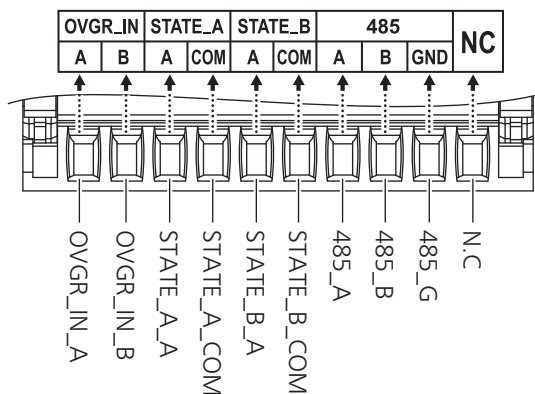 OVGR_IN STATE_A STATE_B 485 NC
A B A COM A COM A B GND
OVGR_IN_A
OVGR_IN_B
STATE_A_A
STATE_A_COM
STATE_B_A
STATE_B_COM
485_A
485_B
485_G
N.C